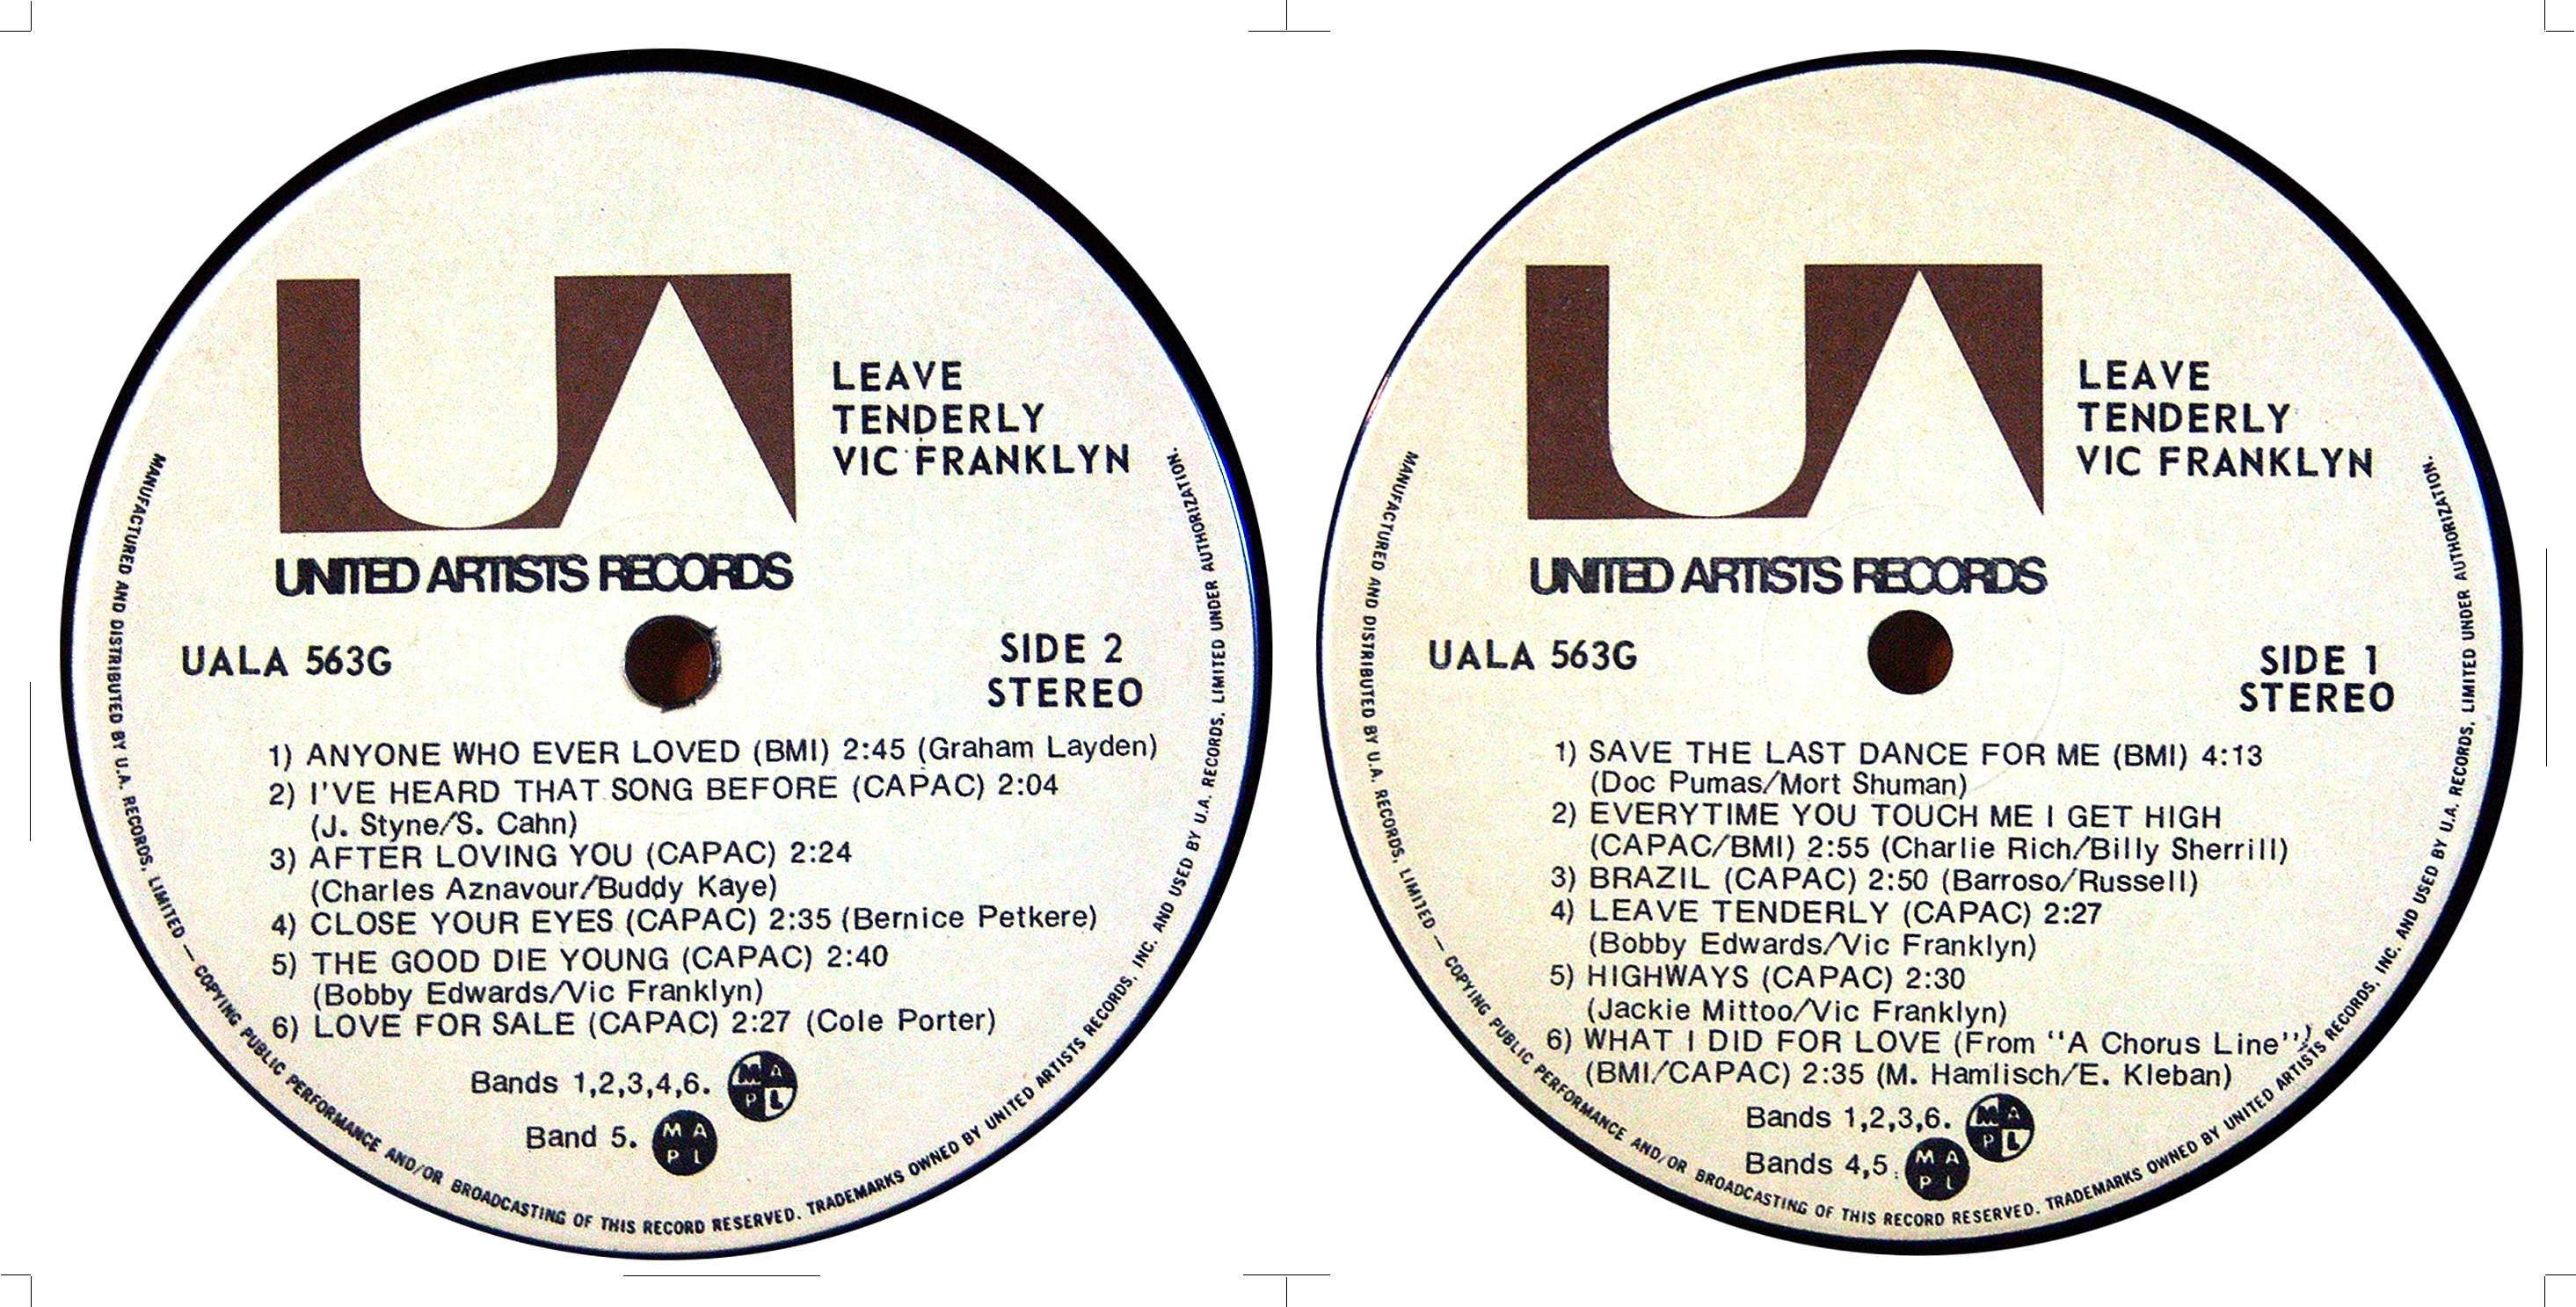 UA
LEAVE
TENDERLY
VIC FRANKLYN
UNITED ARTISTS RECORDS
UALA 563G
SIDE 2
STEREO
1) ANYONE WHO EVER LOVED (BMI) 2:45 (Graham Layden)
2) I'VE HEARD THAT SONG BEFORE (CAPAC) 2:04
(J. Styne/S. Cahn)
3) AFTER LOVING YOU (CAPAC) 2:24
(Charles Aznavour/Buddy Kaye)
4) CLOSE YOUR EYES (CAPAC) 2:35 (Bernice Petkere)
5) THE GOOD DIE YOUNG (CAPAC) 2:40
(Bobby Edwards/Vic Franklyn)
6) LOVE FOR SALE (CAPAC) 2:27 (Cole Porter)
Bands 1,2,3,4,6. MAPL
Band 5. MAPL
MANUFACTURED AND DISTRIBUTED BY U.A. RECORDS, LIMITED — COPYING PUBLIC PERFORMANCE AND/OR BROADCASTING OF THIS RECORD RESERVED. TRADEMARKS OWNED BY UNITED ARTISTS RECORDS, INC. AND USED BY U.A. RECORDS, LIMITED UNDER AUTHORIZATION.
UA
LEAVE
TENDERLY
VIC FRANKLYN
UNITED ARTISTS RECORDS
UALA 563G
SIDE 1
STEREO
1) SAVE THE LAST DANCE FOR ME (BMI) 4:13
(Doc Pumas/Mort Shuman)
2) EVERYTIME YOU TOUCH ME I GET HIGH
(CAPAC/BMI) 2:55 (Charlie Rich/Billy Sherrill)
3) BRAZIL (CAPAC) 2:50 (Barroso/Russell)
4) LEAVE TENDERLY (CAPAC) 2:27
(Bobby Edwards/Vic Franklyn)
5) HIGHWAYS (CAPAC) 2:30
(Jackie Mittoo/Vic Franklyn)
6) WHAT I DID FOR LOVE (From "A Chorus Line")
(BMI/CAPAC) 2:35 (M. Hamlisch/E. Kleban)
Bands 1,2,3,6. MAPL
Bands 4,5. MAPL
MANUFACTURED AND DISTRIBUTED BY U.A. RECORDS, LIMITED — COPYING PUBLIC PERFORMANCE AND/OR BROADCASTING OF THIS RECORD RESERVED. TRADEMARKS OWNED BY UNITED ARTISTS RECORDS, INC. AND USED BY U.A. RECORDS, LIMITED UNDER AUTHORIZATION.